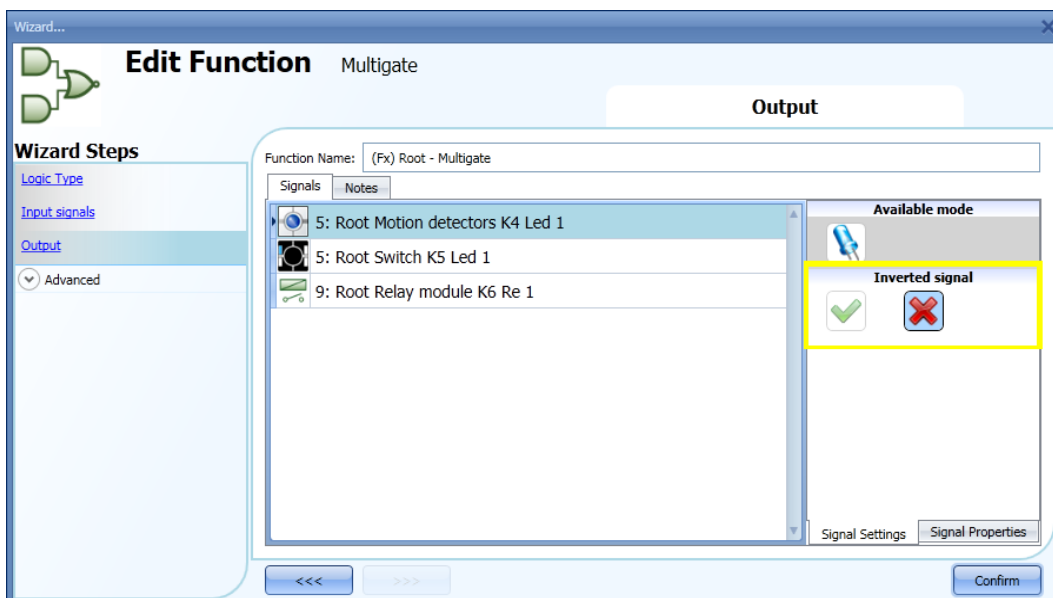 Wizard...
Edit Function Multigate
Output
Wizard Steps
Logic Type
Input signals
Output
Advanced
Function Name: (Fx) Root - Multigate
Signals Notes
5: Root Motion detectors K4 Led 1
5: Root Switch K5 Led 1
9: Root Relay module K6 Re 1
Available mode
Inverted signal
Signal Settings Signal Properties
<<< >>> Confirm